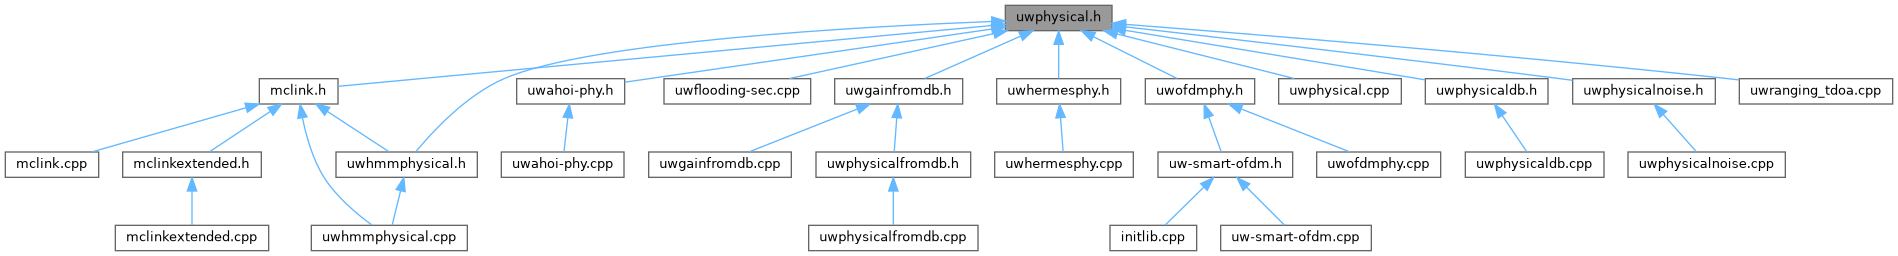 uwphysical.h
mclink.h
uwahoi-phy.h
uwflooding-sec.cpp
uwgainfromdb.h
uwhermesphy.h
uwofdmphy.h
uwphysical.cpp
uwphysicaldb.h
uwphysicalnoise.h
uwranging_tdoa.cpp
mclink.cpp
mclinkextended.h
uwhmmphysical.h
uwahoi-phy.cpp
uwgainfromdb.cpp
uwphysicalfromdb.h
uwhermesphy.cpp
uw-smart-ofdm.h
uwofdmphy.cpp
uwphysicaldb.cpp
uwphysicalnoise.cpp
mclinkextended.cpp
uwhmmphysical.cpp
uwphysicalfromdb.cpp
initlib.cpp
uw-smart-ofdm.cpp